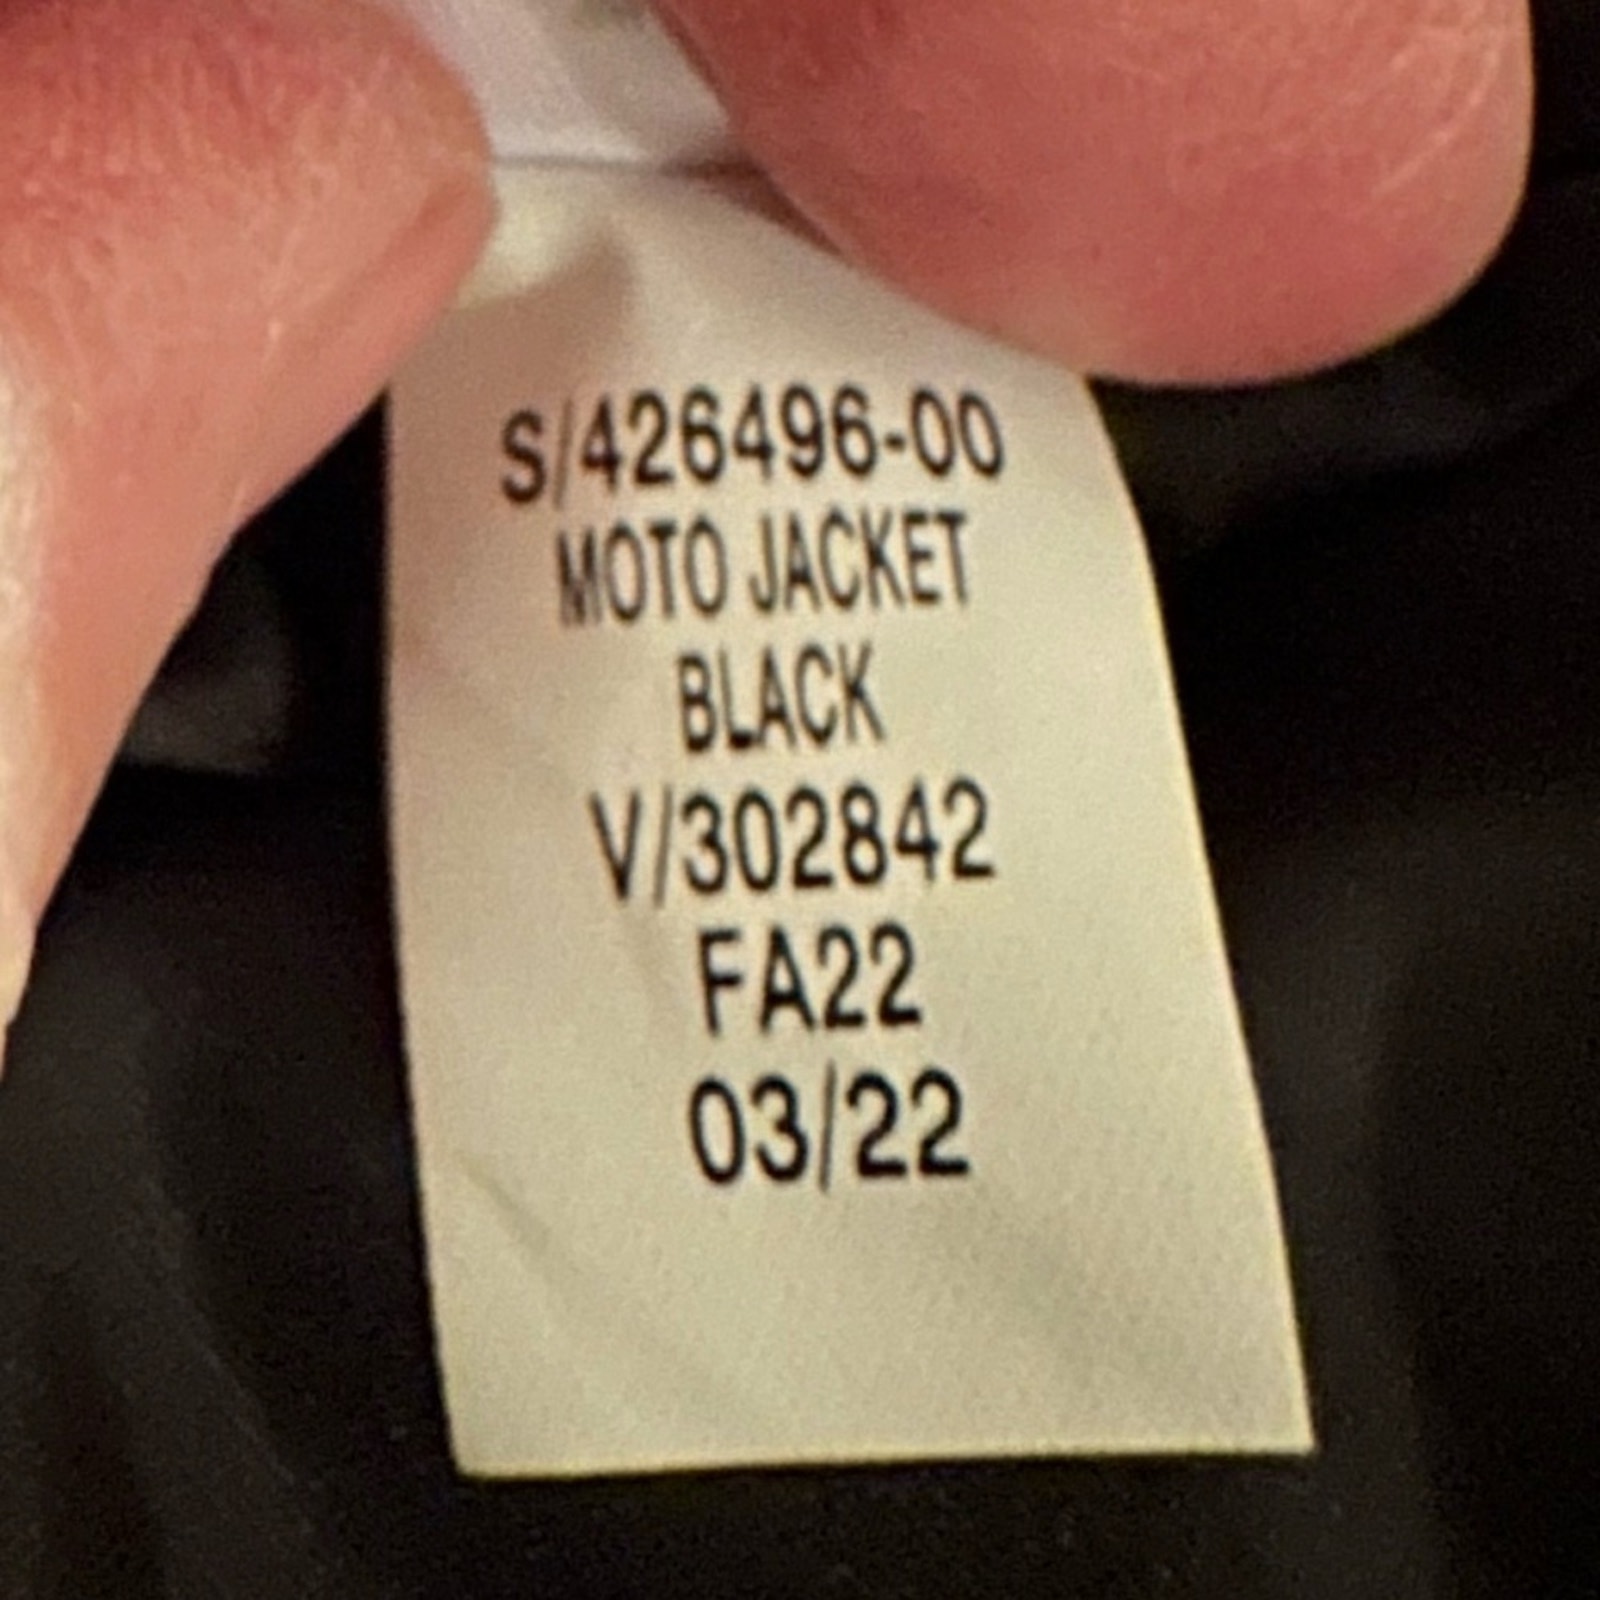 S/426496-00
MOTO JACKET
BLACK
V/302842
FA22
03/22